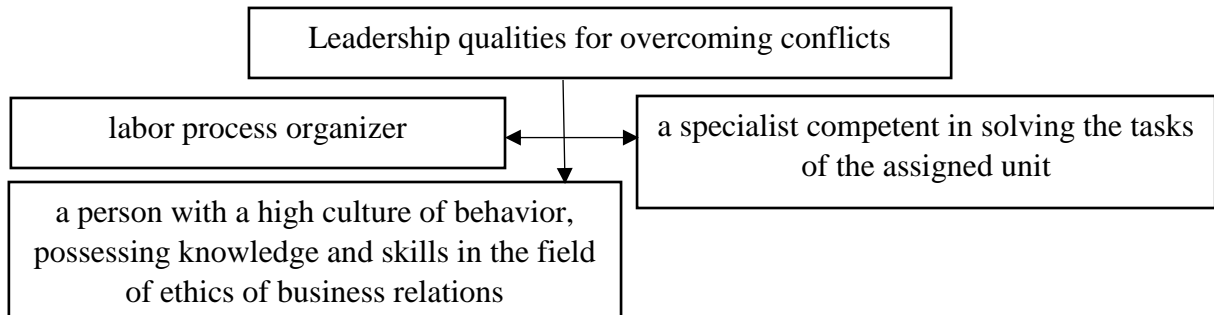 Leadership qualities for overcoming conflicts
labor process organizer
a specialist competent in solving the tasks
of the assigned unit
a person with a high culture of behavior,
possessing knowledge and skills in the field
of ethics of business relations